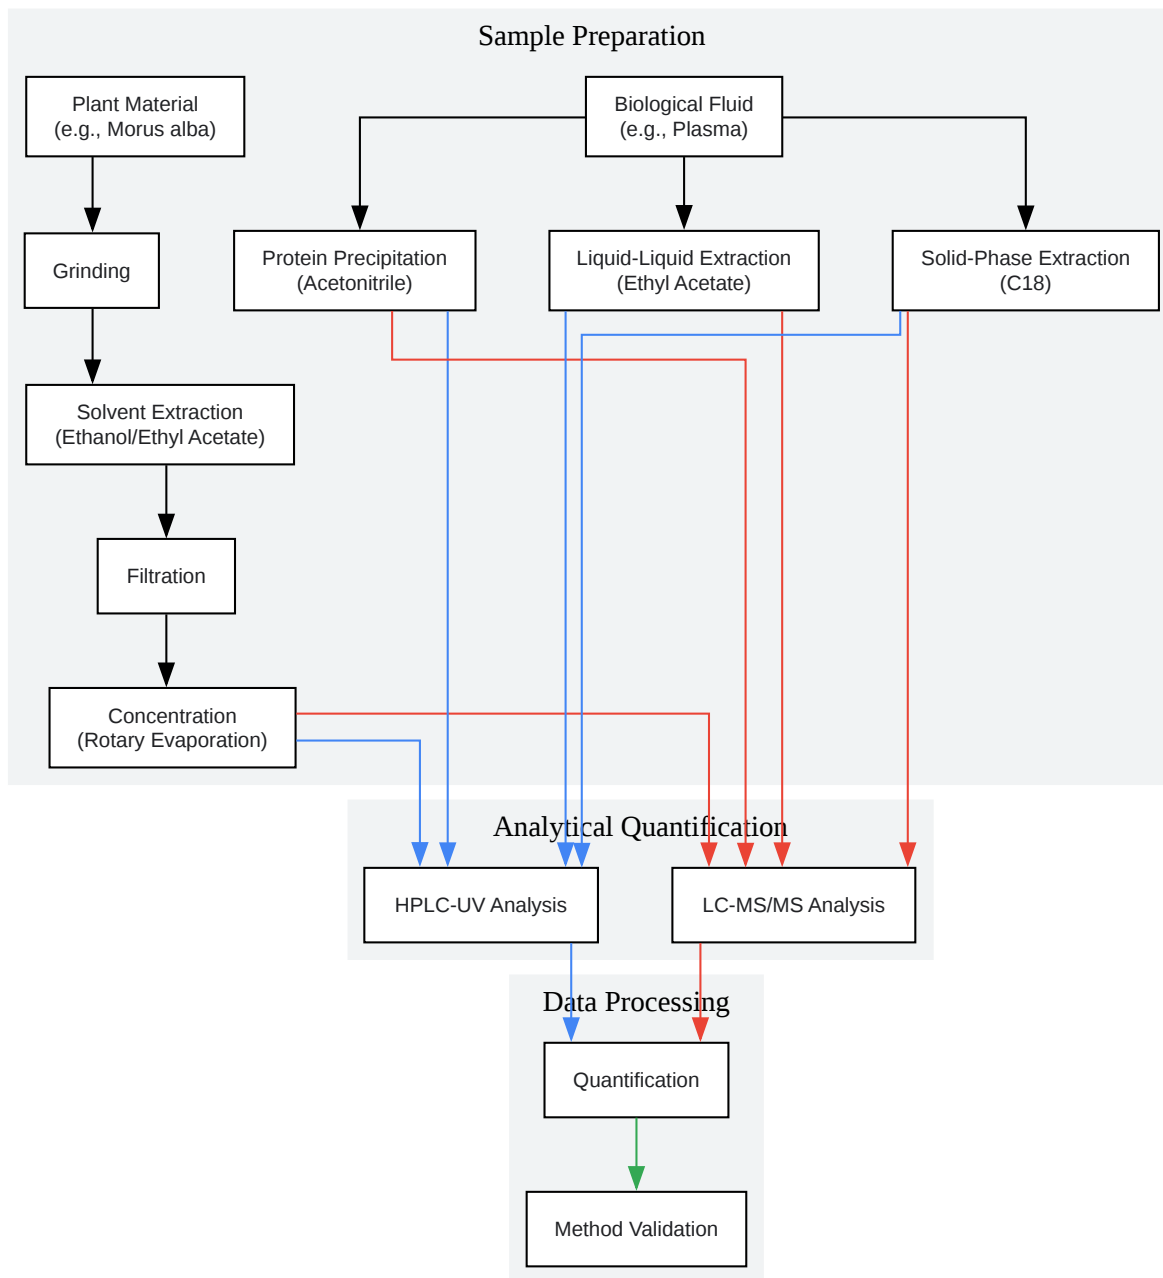 Sample Preparation
Plant Material
(e.g., Morus alba)
Biological Fluid
(e.g., Plasma)
Grinding
Protein Precipitation
(Acetonitrile)
Liquid-Liquid Extraction
(Ethyl Acetate)
Solid-Phase Extraction
(C18)
Solvent Extraction
(Ethanol/Ethyl Acetate)
Filtration
Concentration
(Rotary Evaporation)
Analytical Quantification
HPLC-UV Analysis
LC-MS/MS Analysis
Data Processing
Quantification
Method Validation